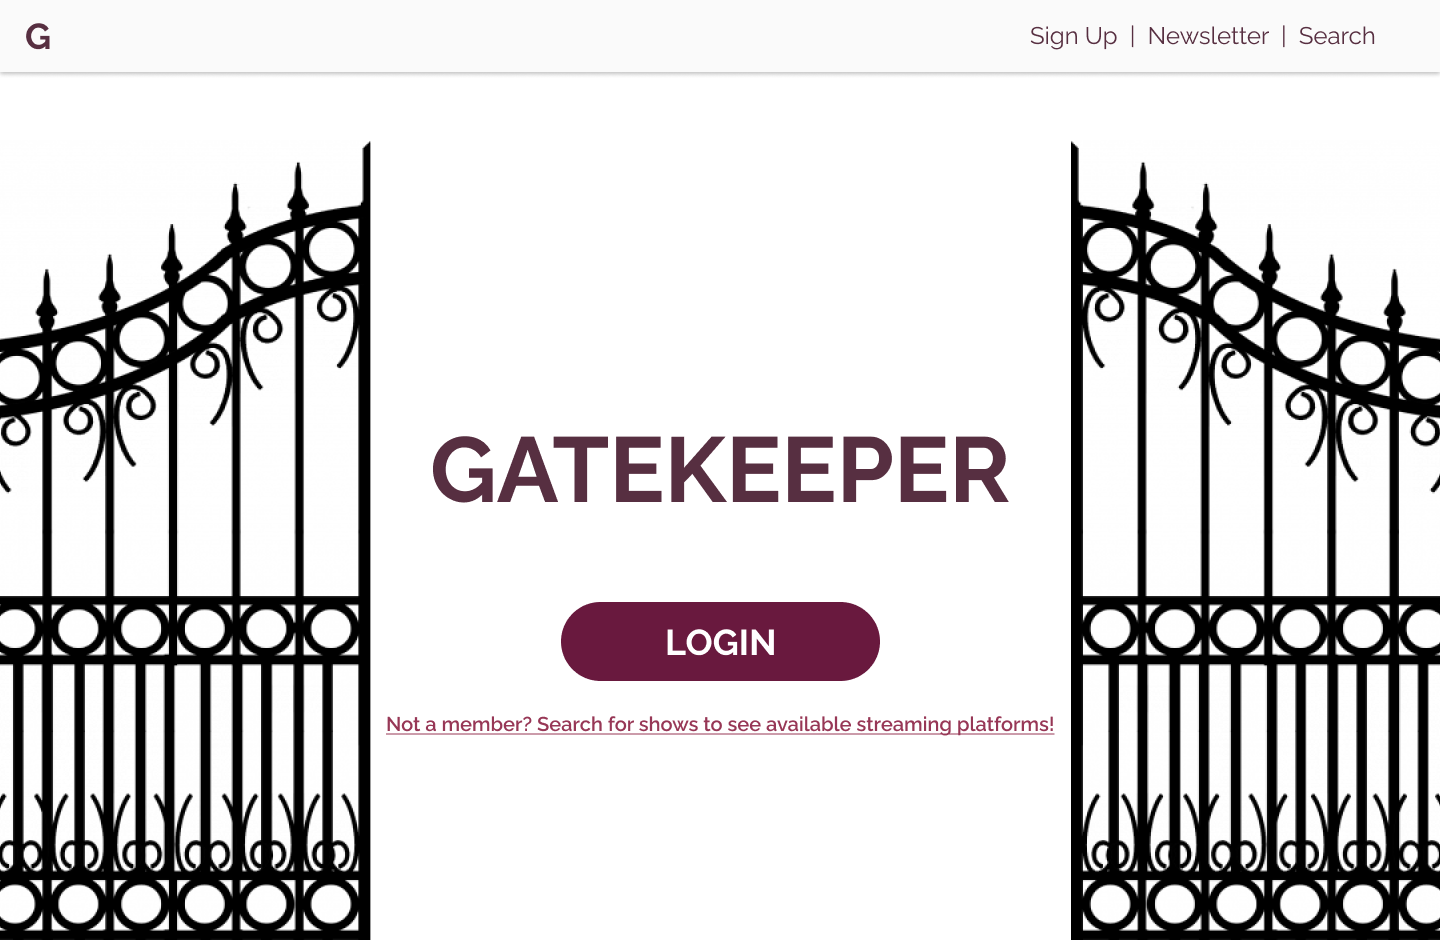 G
Sign Up | Newsletter | Search
GATEKEEPER
LOGIN
Not a member? Search for shows to see available streaming platforms!